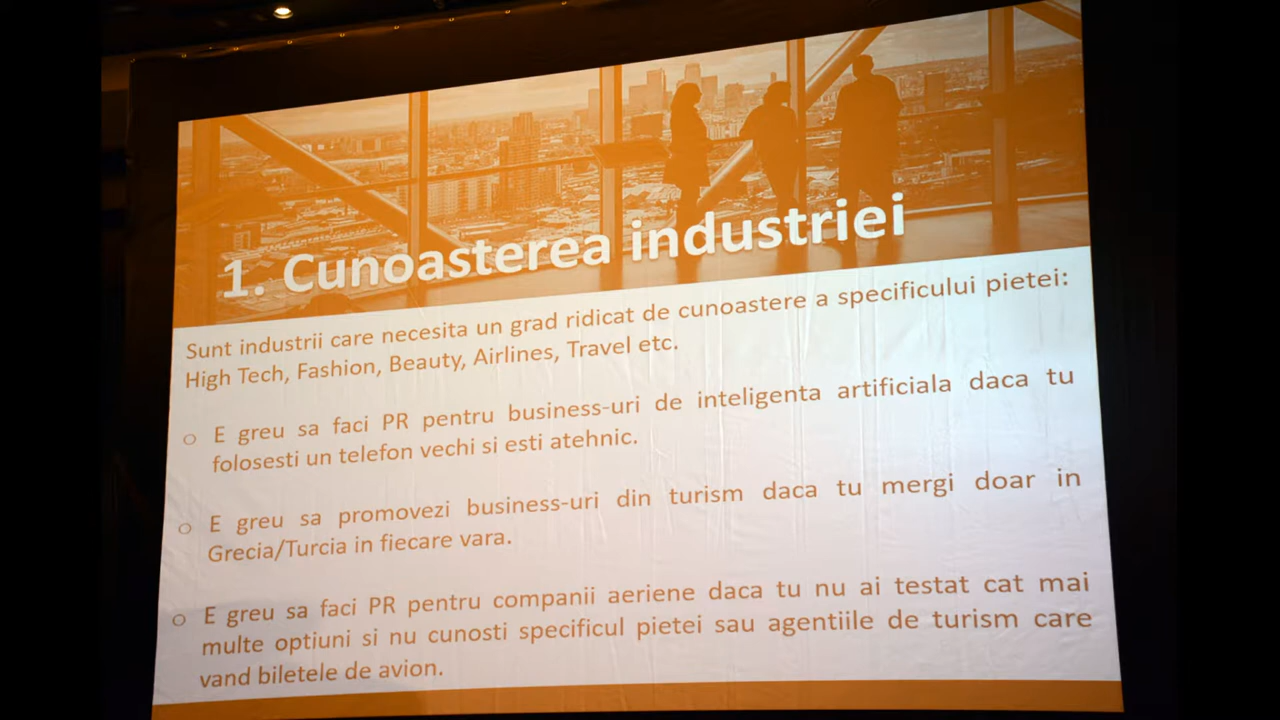 1. Cunoasterea industriei
Sunt industrii care necesita un grad ridicat de cunoastere a specificului pietei:
High Tech, Fashion, Beauty, Airlines, Travel etc.
E greu sa faci PR pentru business-uri de inteligenta artificiala daca tu
folosesti un telefon vechi si esti atehnic.
E greu sa promovezi business-uri din turism daca tu mergi doar in
Grecia/Turcia in fiecare vara.
E greu sa faci PR pentru companii aeriene daca tu nu ai testat cat mai
multe optiuni si nu cunosti specificul pietei sau agentiile de turism care
vand biletele de avion.